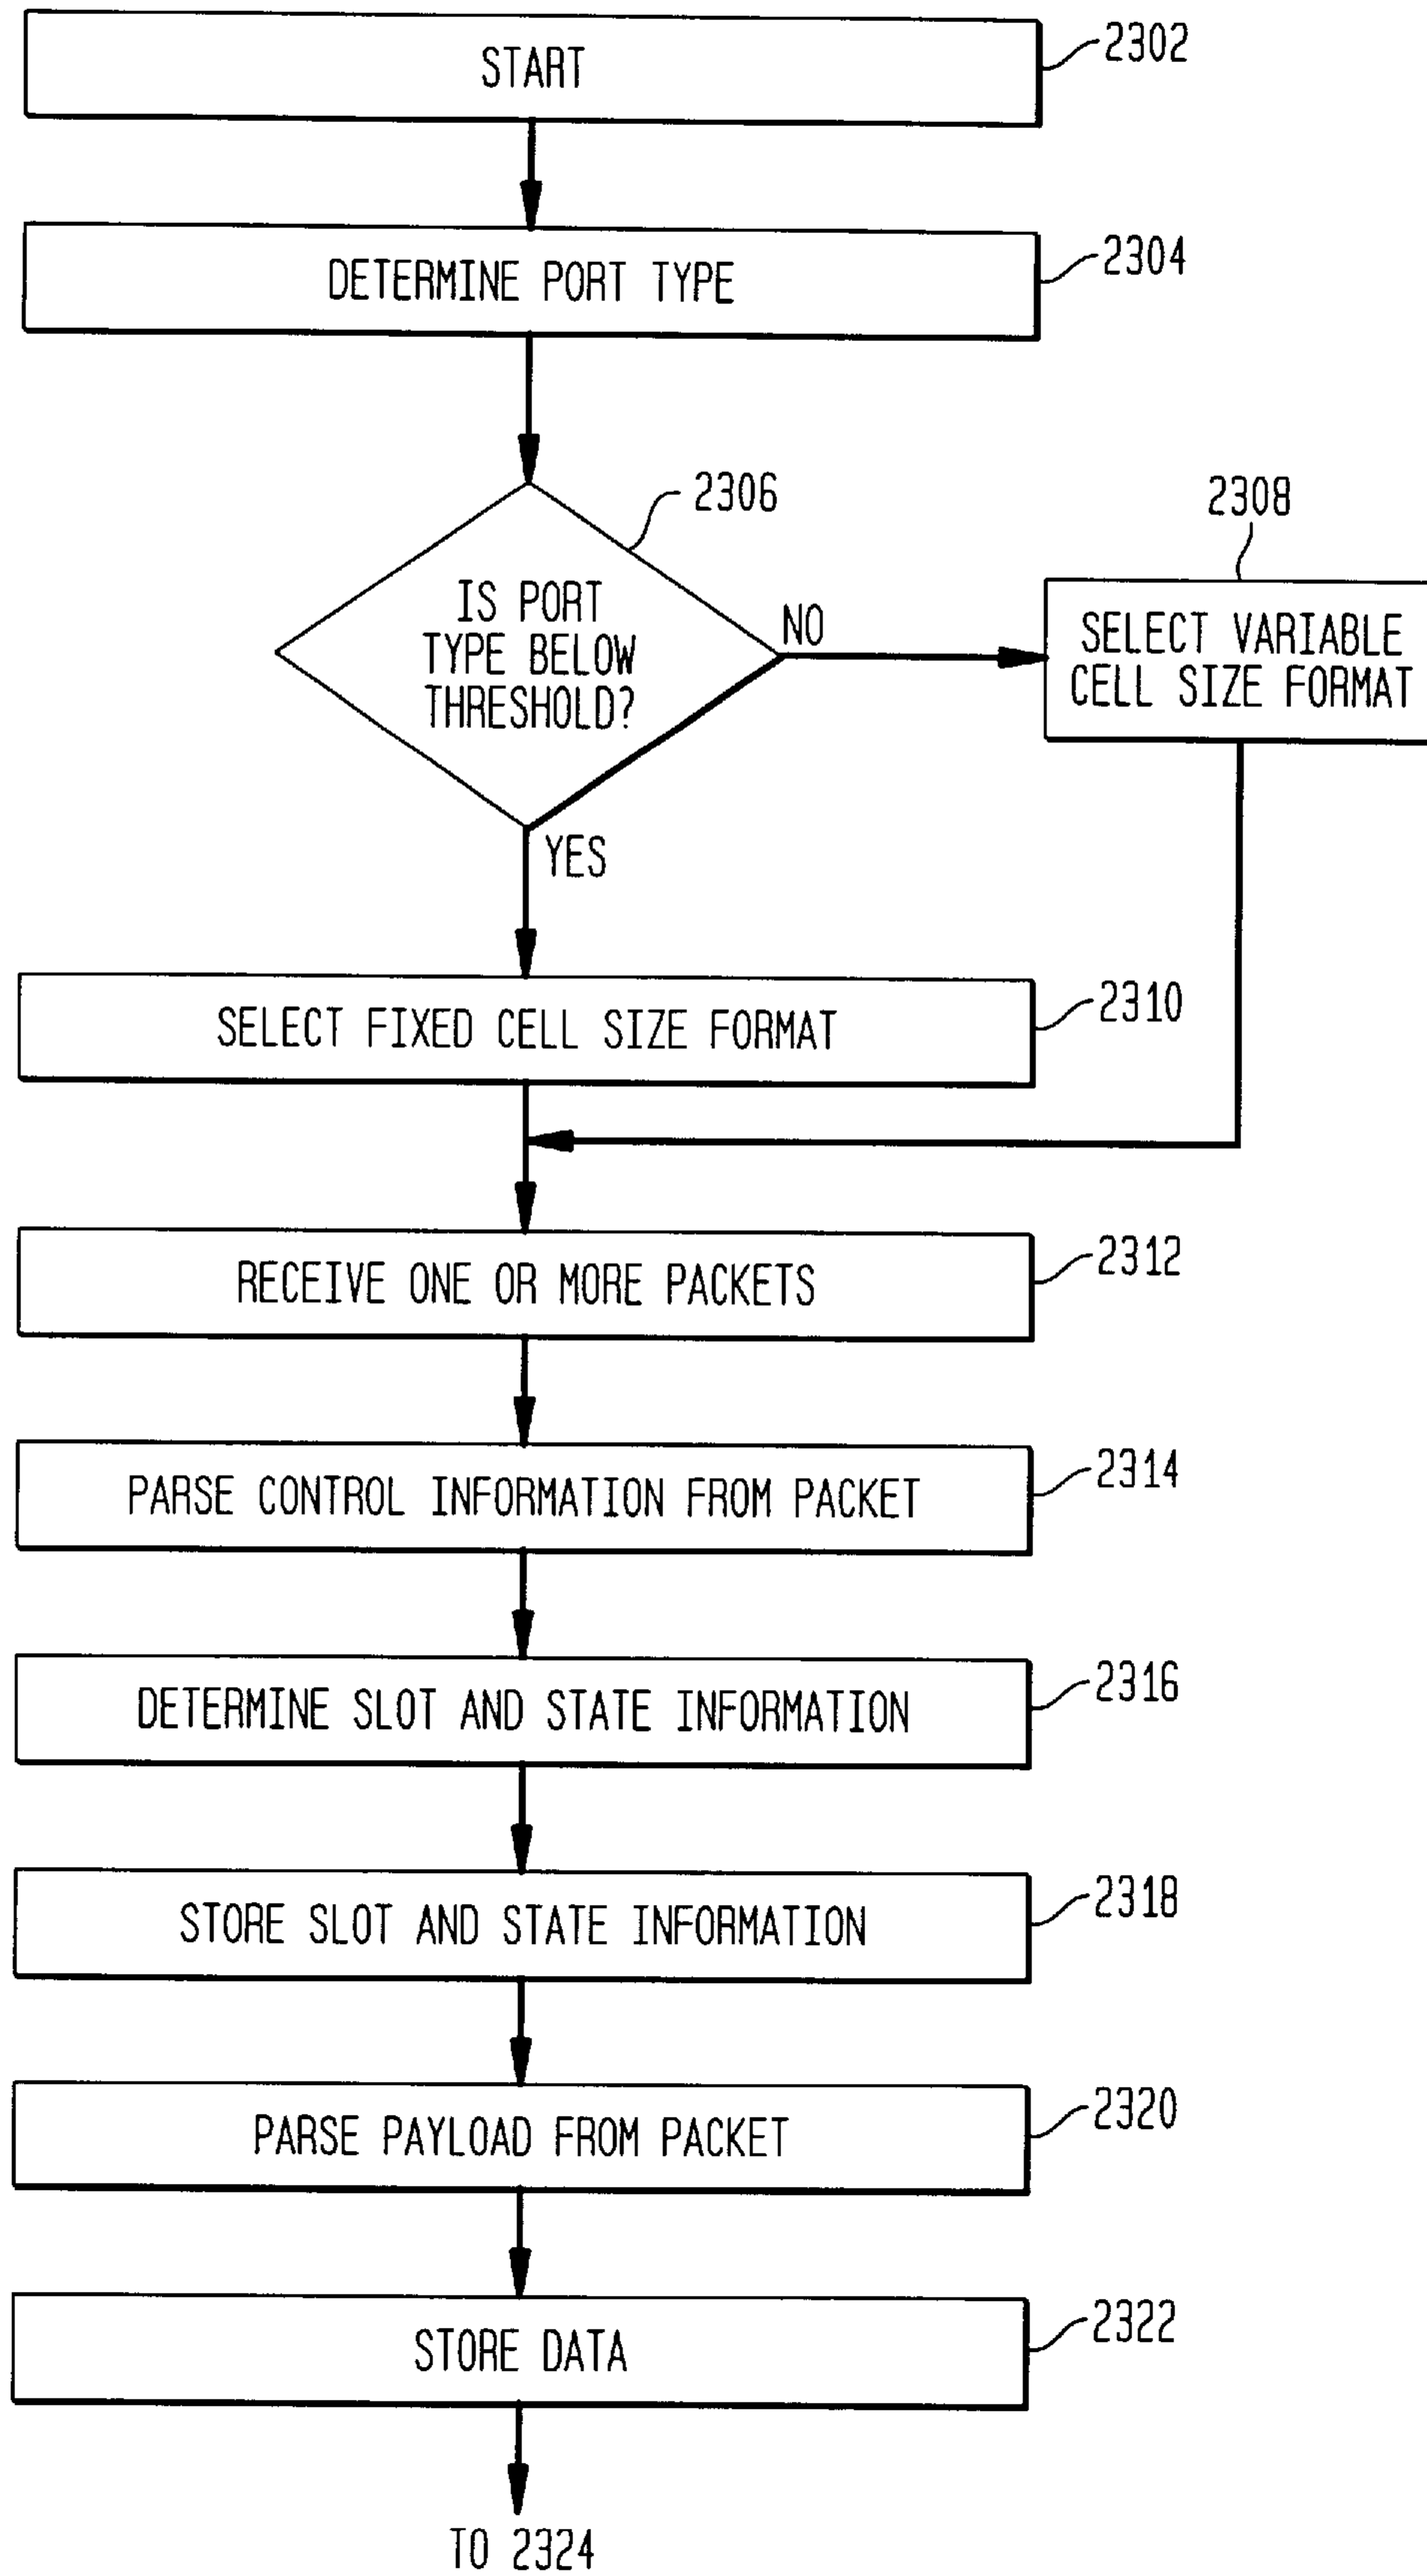 START
2302
DETERMINE PORT TYPE
2304
2306
IS PORT
TYPE BELOW
THRESHOLD?
NO
2308
SELECT VARIABLE
CELL SIZE FORMAT
YES
SELECT FIXED CELL SIZE FORMAT
2310
RECEIVE ONE OR MORE PACKETS
2312
PARSE CONTROL INFORMATION FROM PACKET
2314
DETERMINE SLOT AND STATE INFORMATION
2316
STORE SLOT AND STATE INFORMATION
2318
PARSE PAYLOAD FROM PACKET
2320
STORE DATA
2322
TO 2324